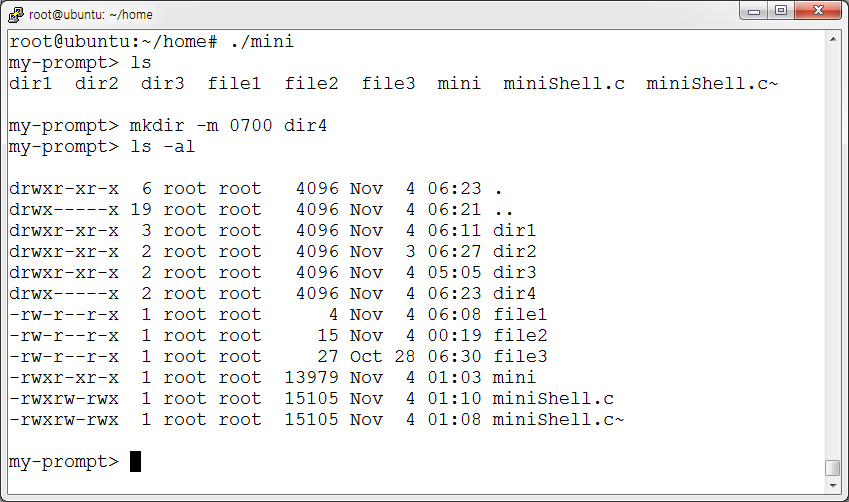 root@ubuntu: ~/home
root@ubuntu:~/home# ./mini
my-prompt> ls
dir1  dir2  dir3  file1  file2  file3  mini  miniShell.c  miniShell.c~
my-prompt> mkdir -m 0700 dir4
my-prompt> ls -al
drwxr-xr-x  6 root root   4096 Nov  4 06:23 .
drwx-----x 19 root root   4096 Nov  4 06:21 ..
drwxr-xr-x  3 root root   4096 Nov  4 06:11 dir1
drwxr-xr-x  2 root root   4096 Nov  3 06:27 dir2
drwxr-xr-x  2 root root   4096 Nov  4 05:05 dir3
drwx-----x  2 root root   4096 Nov  4 06:23 dir4
-rw-r--r-x  1 root root      4 Nov  4 06:08 file1
-rw-r--r-x  1 root root     15 Nov  4 00:19 file2
-rw-r--r-x  1 root root     27 Oct 28 06:30 file3
-rwxr-xr-x  1 root root  13979 Nov  4 01:03 mini
-rwxrw-rwx  1 root root  15105 Nov  4 01:10 miniShell.c
-rwxrw-rwx  1 root root  15105 Nov  4 01:08 miniShell.c~
my-prompt>